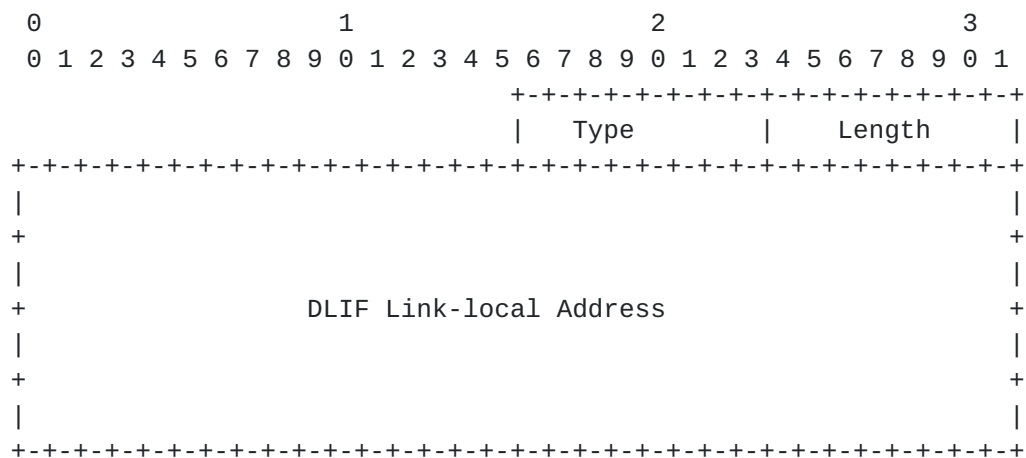 0                   1                   2                   3
 0 1 2 3 4 5 6 7 8 9 0 1 2 3 4 5 6 7 8 9 0 1 2 3 4 5 6 7 8 9 0 1
                                +-+-+-+-+-+-+-+-+-+-+-+-+-+-+-+-+
                                |   Type        |    Length     |
+-+-+-+-+-+-+-+-+-+-+-+-+-+-+-+-+-+-+-+-+-+-+-+-+-+-+-+-+-+-+-+-+
|                                                               |
+                                                               +
|                                                               |
+                  DLIF Link-local Address                      +
|                                                               |
+                                                               +
|                                                               |
+-+-+-+-+-+-+-+-+-+-+-+-+-+-+-+-+-+-+-+-+-+-+-+-+-+-+-+-+-+-+-+-+